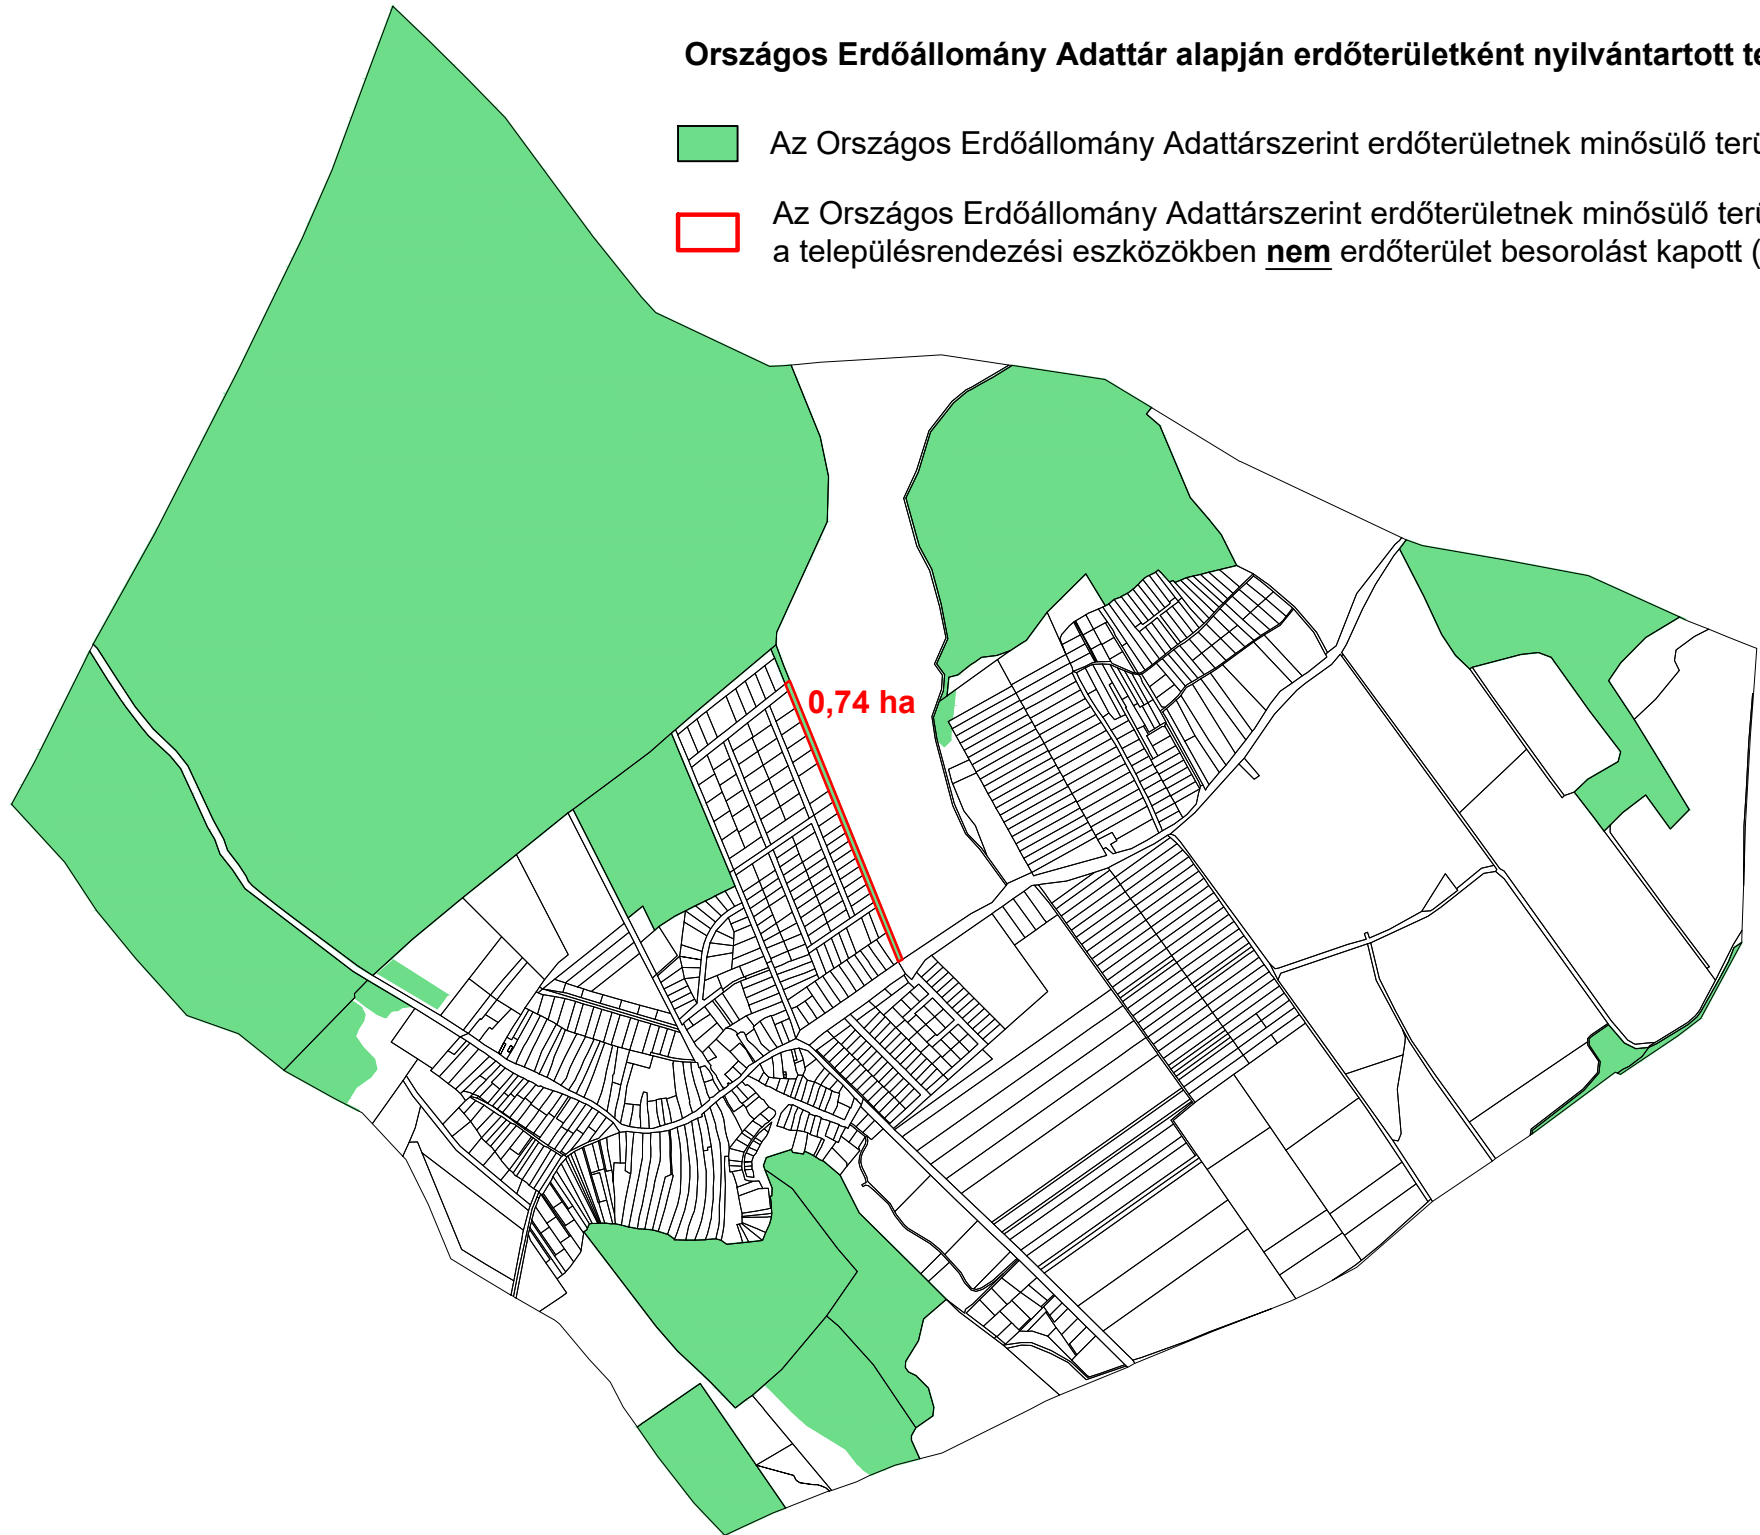 Országos Erdőállomány Adattár alapján erdőterületként nyilvántartott te
Az Országos Erdőállomány Adattárszerint erdőterületnek minősülő terü
Az Országos Erdőállomány Adattárszerint erdőterületnek minősülő terü
a településrendezési eszközökben nem erdőterület besorolást kapott (
0,74 ha